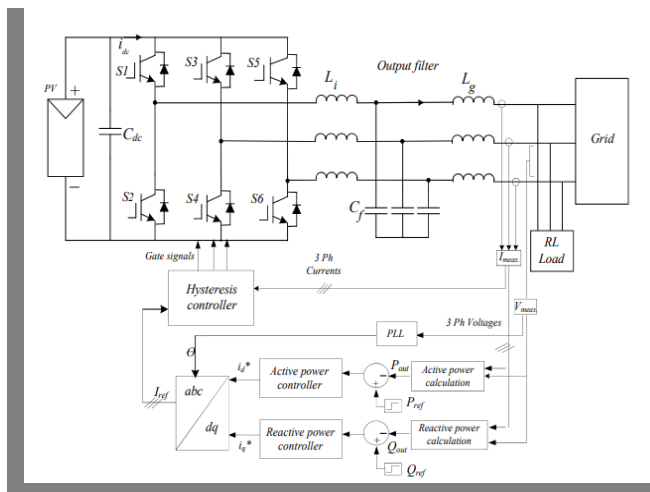 i dc
S1
S3
S5
L i
Output filter
L g
PV
+
C dc
Grid
−
S2
S4
S6
C f
Gate signals
3 Ph
Currents
I meas.
RL
Load
Hysteresis
controller
V meas.
3 Ph Voltages
PLL
θ
I ref
abc
dq
i d *
Active power
controller
−
+
P out
Active power
calculation
P ref
i q *
Reactive power
controller
−
+
Q out
Reactive power
calculation
Q ref